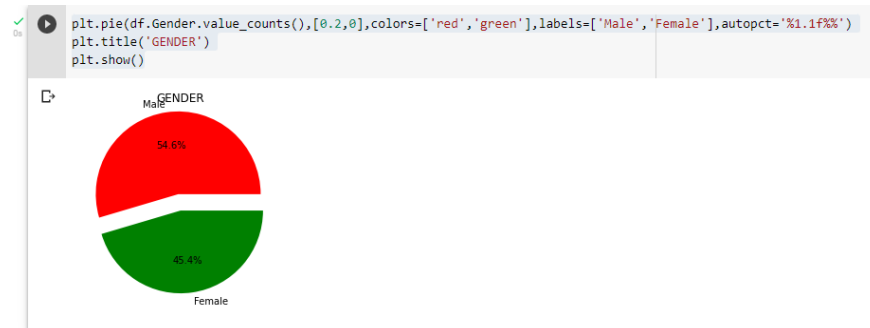 plt.pie(df.Gender.value_counts(),[0.2,0],colors=['red','green'],labels=['Male','Female'],autopct='%1.1f%%')
0s
plt.title('GENDER')
plt.show()
GENDER
Male
54.6%
45.4%
Female